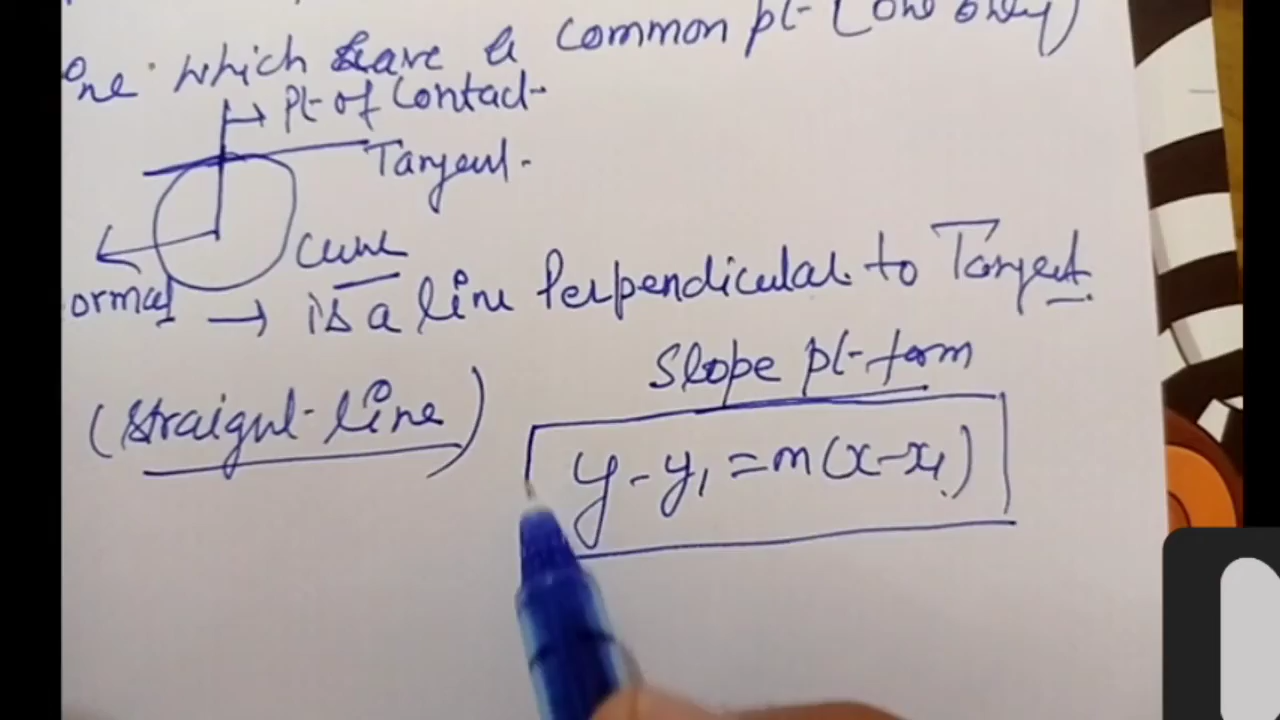 One which have a common pt- (one only)
Pt- of Contact-
Tangent-
Curve
ormal → is a line Perpendicular to Tangent.
Slope pt-form
(straight-line)
y-y₁ = m(x-x₁)